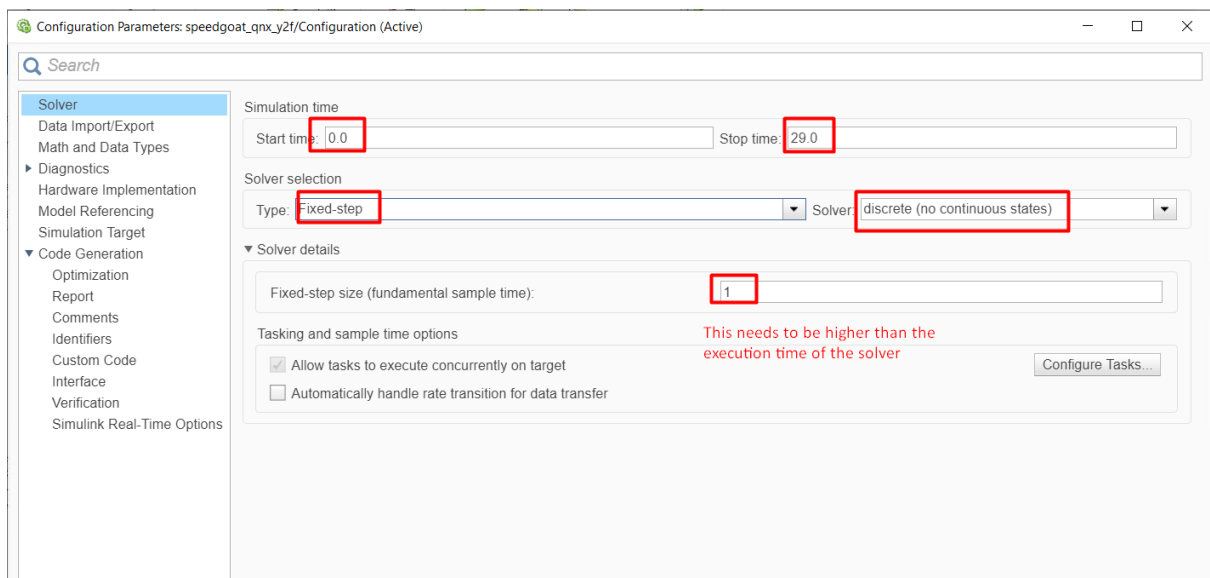 Configuration Parameters: speedgoat_qnx_y2f/Configuration (Active)
Search
Solver
Data Import/Export
Math and Data Types
Diagnostics
Hardware Implementation
Model Referencing
Simulation Target
Code Generation
Optimization
Report
Comments
Identifiers
Custom Code
Interface
Verification
Simulink Real-Time Options
Simulation time
Start time: 0.0
Stop time: 29.0
Solver selection
Type: Fixed-step
Solver: discrete (no continuous states)
Solver details
Fixed-step size (fundamental sample time): 1
Tasking and sample time options
This needs to be higher than the
execution time of the solver
Allow tasks to execute concurrently on target
Configure Tasks...
Automatically handle rate transition for data transfer